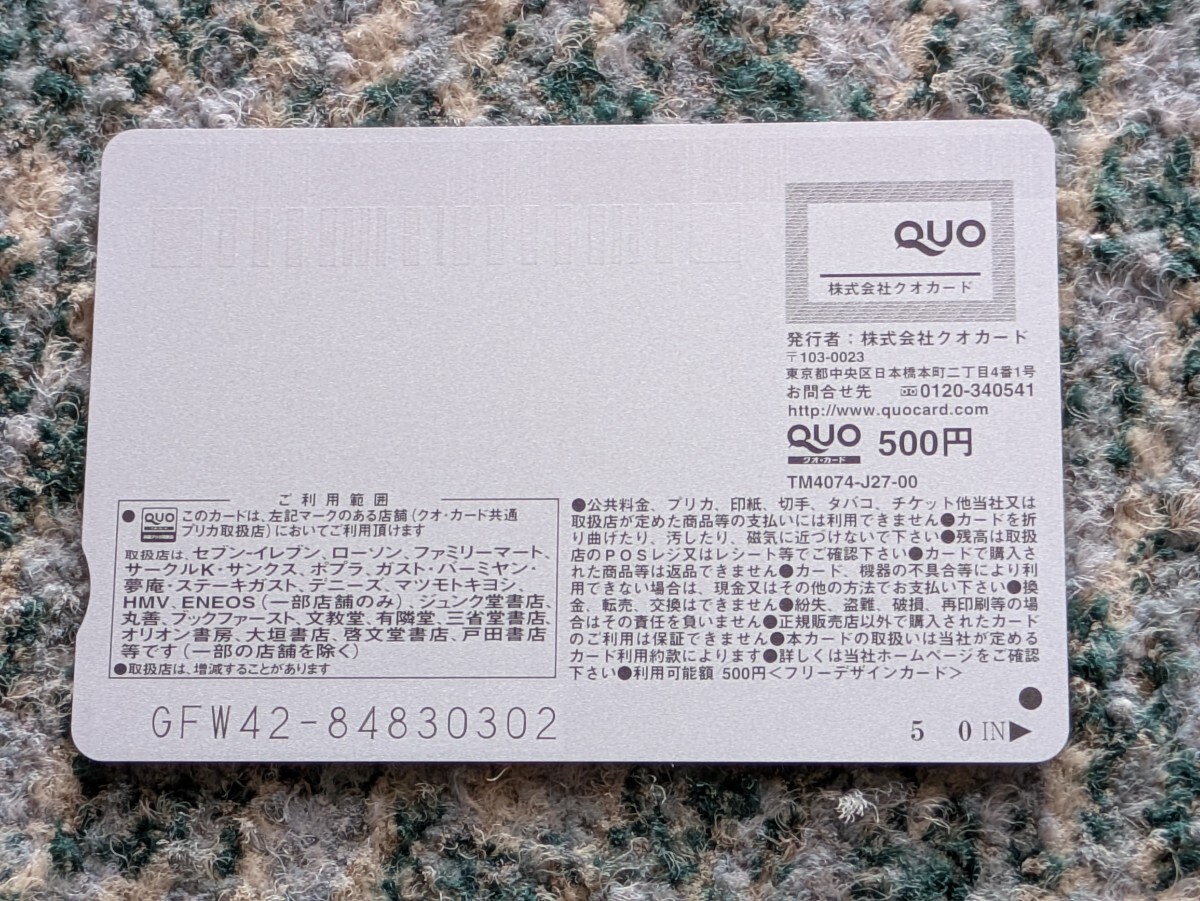 QUO
株式会社クオカード
発行者：株式会社クオカード
〒103-0023
東京都中央区日本橋本町二丁目4番1号
お問合せ先 0120-340541
http://www.quocard.com
QUO 500円
クオ・カード
TM4074-J27-00
ご利用範囲
●QUO このカードは、左記マークのある店舗（クオ・カード共通
プリカ取扱店）においてご利用頂けます
取扱店は、セブン-イレブン、ローソン、ファミリーマート、
サークルK・サンクス、ポプラ、ガスト・バーミヤン・
夢庵・ステーキガスト、デニーズ、マツモトキヨシ、
HMV、ENEOS（一部店舗のみ）、ジュンク堂書店、
丸善、ブックファースト、文教堂、有隣堂、三省堂書店、
オリオン書房、大垣書店、啓文堂書店、戸田書店
等です（一部の店舗を除く）
●取扱店は、増減することがあります
●公共料金、プリカ、印紙、切手、タバコ、チケット他当社又は
取扱店が定めた商品等の支払いには利用できません●カードを折
り曲げたり、汚したり、磁気に近づけないで下さい●残高は取扱
店のPOSレジ又はレシート等でご確認下さい●カードで購入さ
れた商品等は返品できません●カード、機器の不具合等により利
用できない場合は、現金又はその他の方法でお支払い下さい●換
金、転売、交換はできません●紛失、盗難、破損、再印刷等の場
合はその責任を負いません●正規販売店以外で購入されたカード
のご利用は保証できません●本カードの取扱いは当社が定める
カード利用約款によります●詳しくは当社ホームページをご確認
下さい●利用可能額 500円＜フリーデザインカード＞
GFW42-84830302
5 0 IN▶